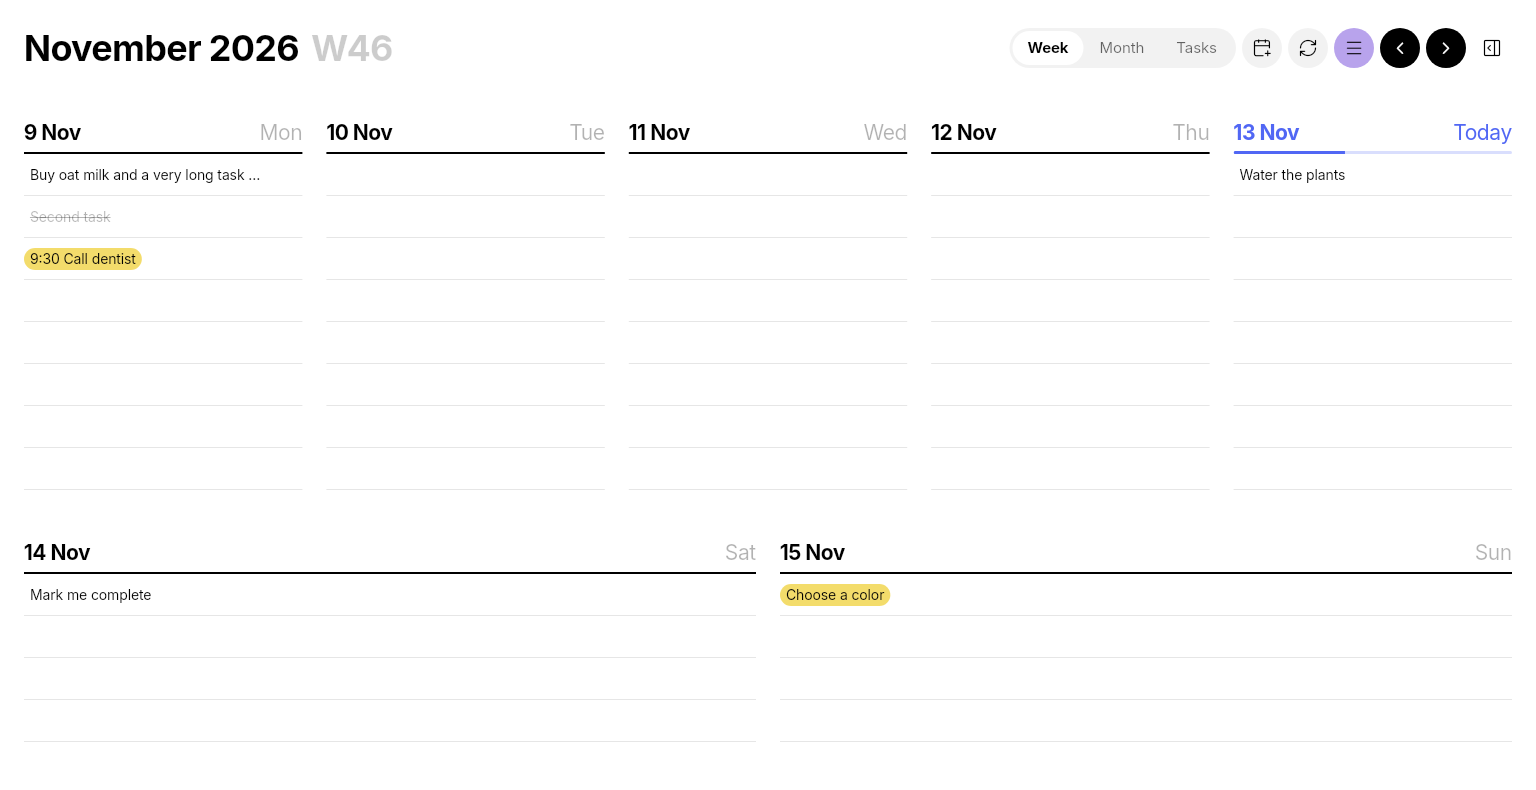 November 2026 W46
Week Month Tasks
9 Nov Mon
Buy oat milk and a very long task ...
Second task
9:30 Call dentist
10 Nov Tue
11 Nov Wed
12 Nov Thu
13 Nov Today
Water the plants
14 Nov Sat
Mark me complete
15 Nov Sun
Choose a color